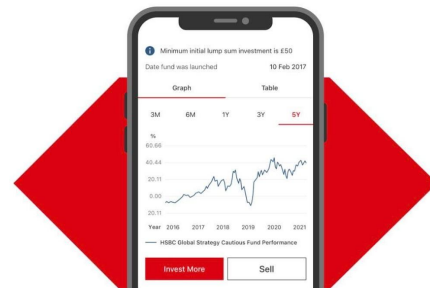 Minimum initial lump sum investment is £50
Date fund was launched 10 Feb 2017
Graph Table
3M 6M 1Y 3Y 5Y
%
60.66
40.44
20.11
0.00
20.11
Year 2016 2017 2018 2019 2020 2021
HSBC Global Strategy Cautious Fund Performance
Invest More Sell